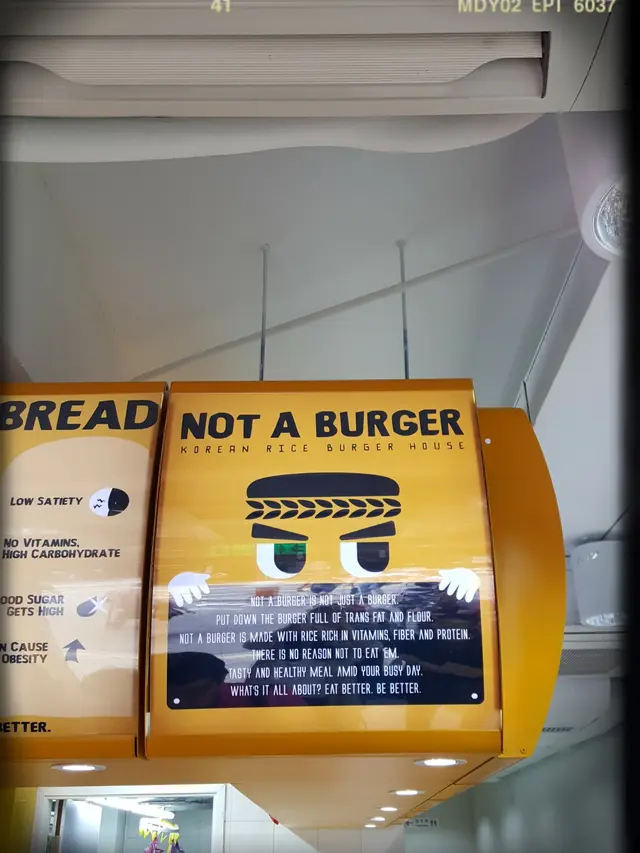 41
MDY02 EPI 6037
BREAD
LOW SATIETY
NO VITAMINS,
HIGH CARBOHYDRATE
OOD SUGAR
GETS HIGH
N CAUSE
OBESITY
ETTER.
NOT A BURGER
KOREAN RICE BURGER HOUSE
NOT A BURGER IS NOT JUST A BURGER.
PUT DOWN THE BURGER FULL OF TRANS FAT AND FLOUR.
NOT A BURGER IS MADE WITH RICE RICH IN VITAMINS, FIBER AND PROTEIN.
THERE IS NO REASON NOT TO EAT 'EM.
TASTY AND HEALTHY MEAL AMID YOUR BUSY DAY.
WHAT'S IT ALL ABOUT? EAT BETTER. BE BETTER.